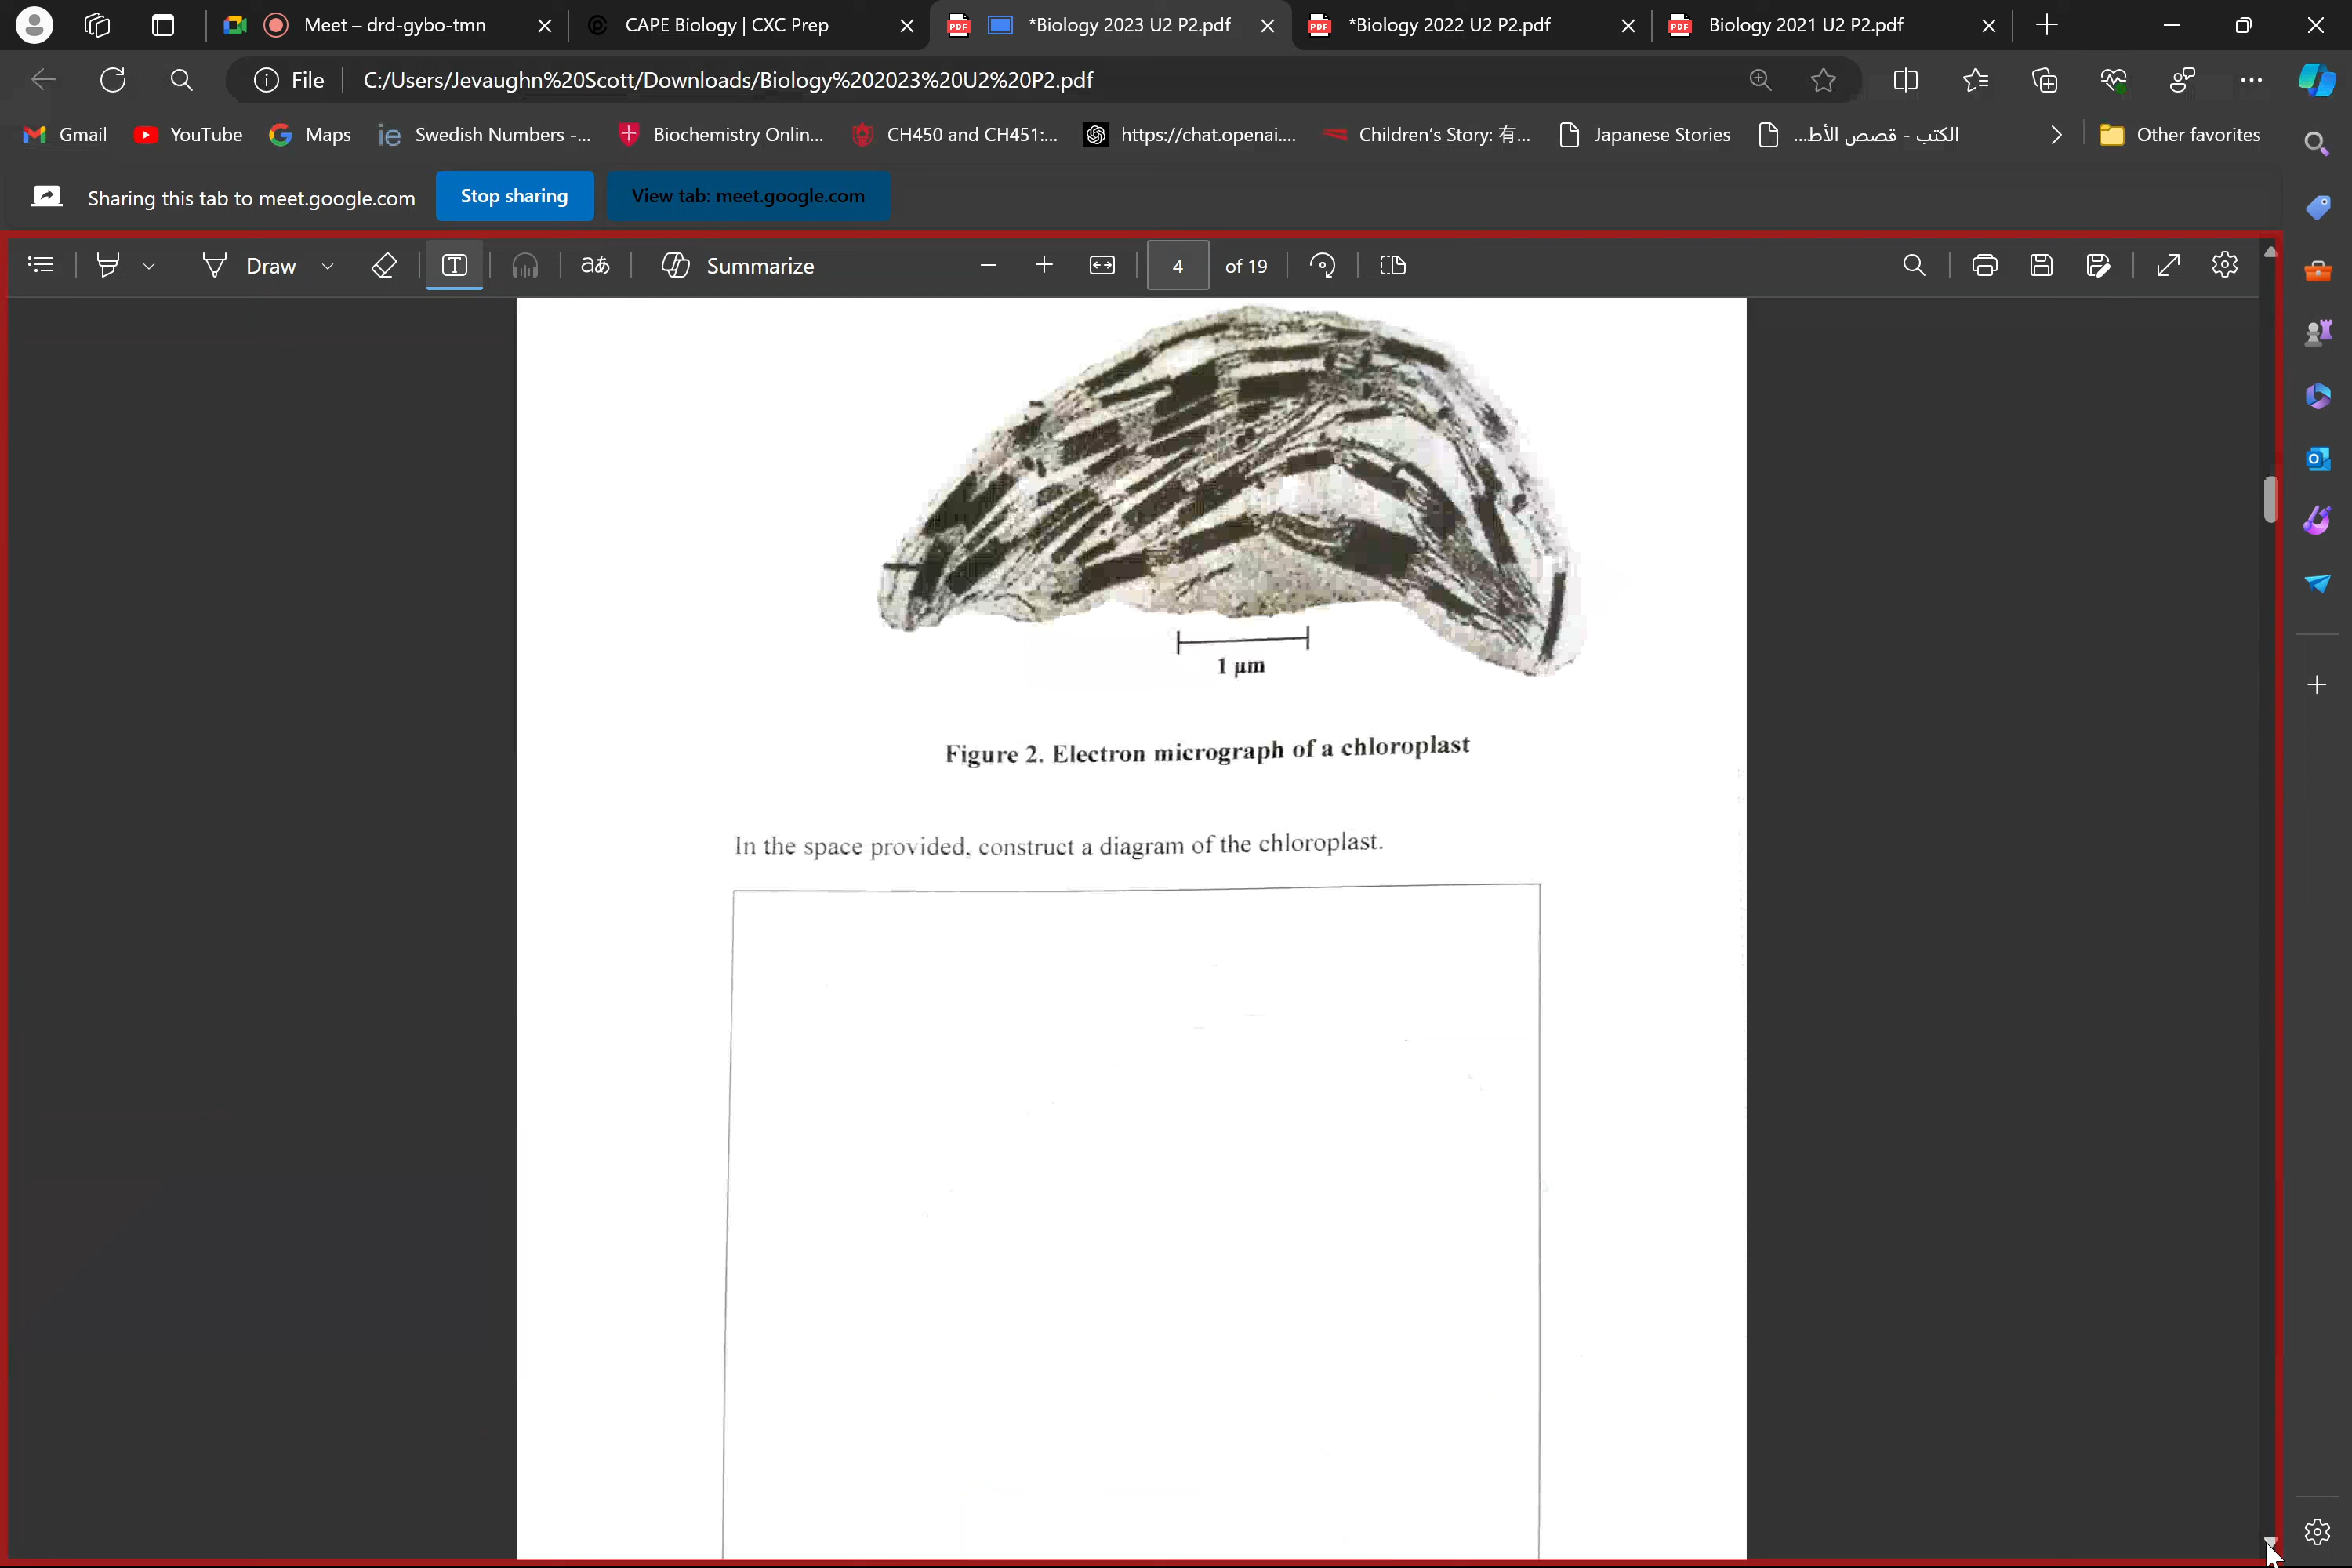 Meet – drd-gybo-tmn
CAPE Biology | CXC Prep
*Biology 2023 U2 P2.pdf
*Biology 2022 U2 P2.pdf
Biology 2021 U2 P2.pdf
File
C:/Users/Jevaughn%20Scott/Downloads/Biology%202023%20U2%20P2.pdf
Gmail
YouTube
Maps
Swedish Numbers -...
Biochemistry Onlin...
CH450 and CH451:...
https://chat.openai....
Children's Story: 有...
Japanese Stories
الكتب - قصص الأط...
Other favorites
Sharing this tab to meet.google.com
Stop sharing
View tab: meet.google.com
Draw
aあ
Summarize
4 of 19
1 µm
Figure 2. Electron micrograph of a chloroplast
In the space provided, construct a diagram of the chloroplast.